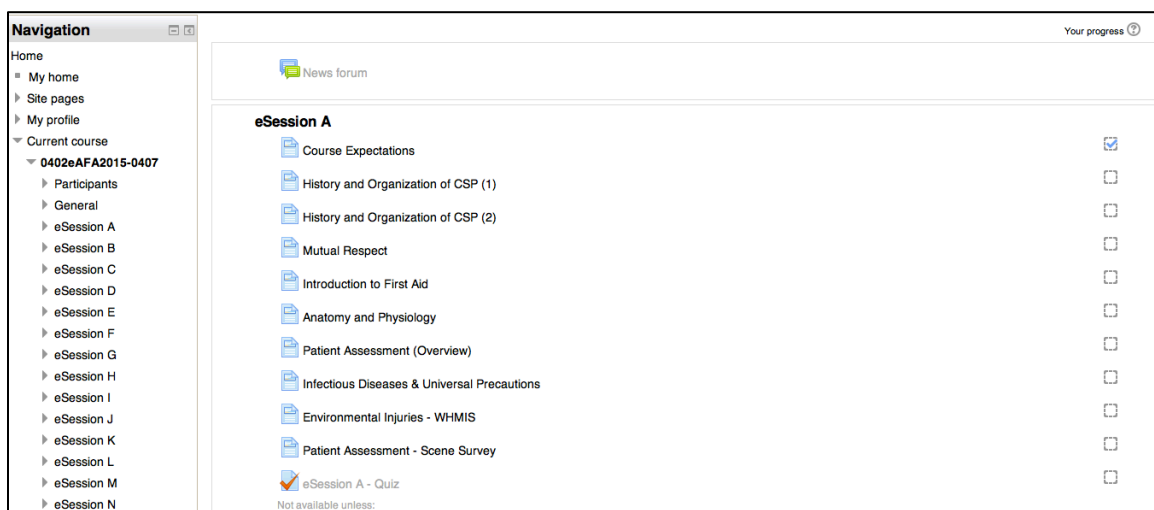 Navigation
Home
My home
Site pages
My profile
Current course
0402eAFA2015-0407
Participants
General
eSession A
eSession B
eSession C
eSession D
eSession E
eSession F
eSession G
eSession H
eSession I
eSession J
eSession K
eSession L
eSession M
eSession N
Your progress
News forum
eSession A
Course Expectations
History and Organization of CSP (1)
History and Organization of CSP (2)
Mutual Respect
Introduction to First Aid
Anatomy and Physiology
Patient Assessment (Overview)
Infectious Diseases & Universal Precautions
Environmental Injuries - WHMIS
Patient Assessment - Scene Survey
eSession A - Quiz
Not available unless: